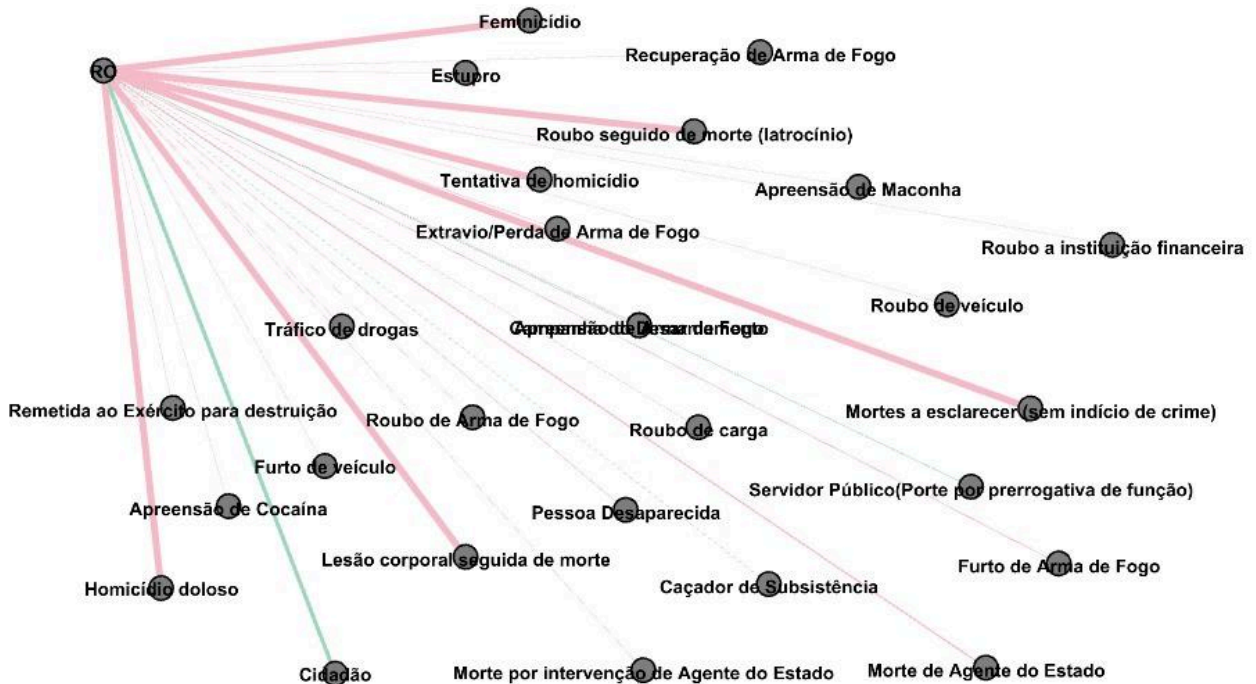 Feminicídio
RO
Recuperação de Arma de Fogo
Estupro
Roubo seguido de morte (latrocínio)
Tentativa de homicídio
Apreensão de Maconha
Extravio/Perda de Arma de Fogo
Roubo a instituição financeira
Roubo de veículo
Tráfico de drogas
Remetida ao Exército para destruição
Roubo de Arma de Fogo
Roubo de carga
Mortes a esclarecer (sem indício de crime)
Furto de veículo
Servidor Público(Porte por prerrogativa de função)
Apreensão de Cocaína
Pessoa Desaparecida
Lesão corporal seguida de morte
Furto de Arma de Fogo
Homicídio doloso
Caçador de Subsistência
Cidadão
Morte por intervenção de Agente do Estado
Morte de Agente do Estado